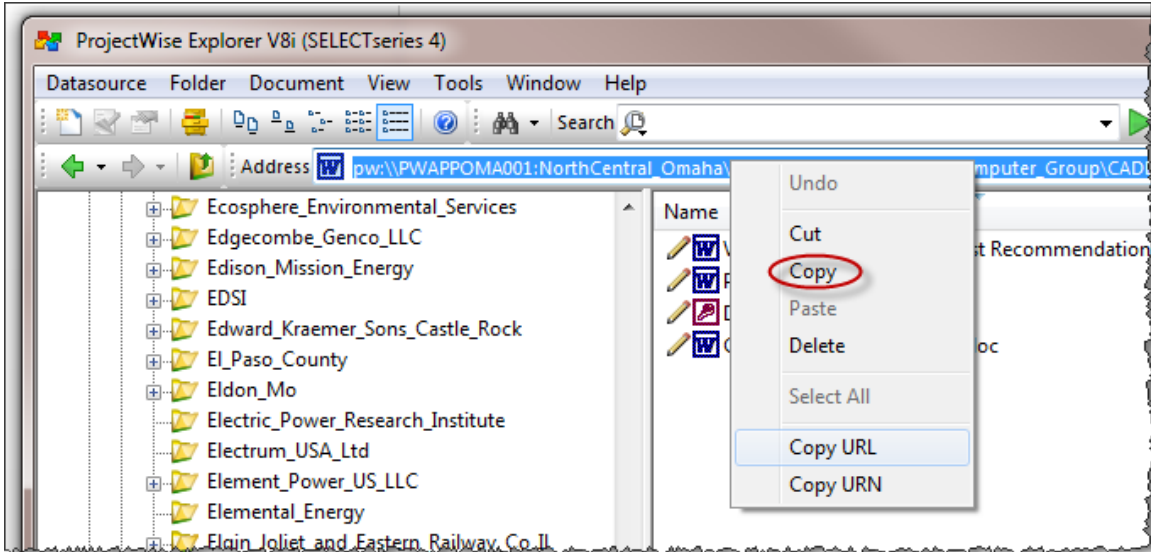 ProjectWise Explorer V8i (SELECTseries 4)
Datasource Folder Document View Tools Window Help
Search
Address pw:\\PWAPPOMA001:NorthCentral_Omaha\ mputer_Group\CADD
Ecosphere_Environmental_Services
Edgecombe_Genco_LLC
Edison_Mission_Energy
EDSI
Edward_Kraemer_Sons_Castle_Rock
El_Paso_County
Eldon_Mo
Electric_Power_Research_Institute
Electrum_USA_Ltd
Element_Power_US_LLC
Elemental_Energy
Elgin_Joliet_and_Eastern_Railway_Co_IL
Name
st Recommendation
oc
Undo
Cut
Copy
Paste
Delete
Select All
Copy URL
Copy URN